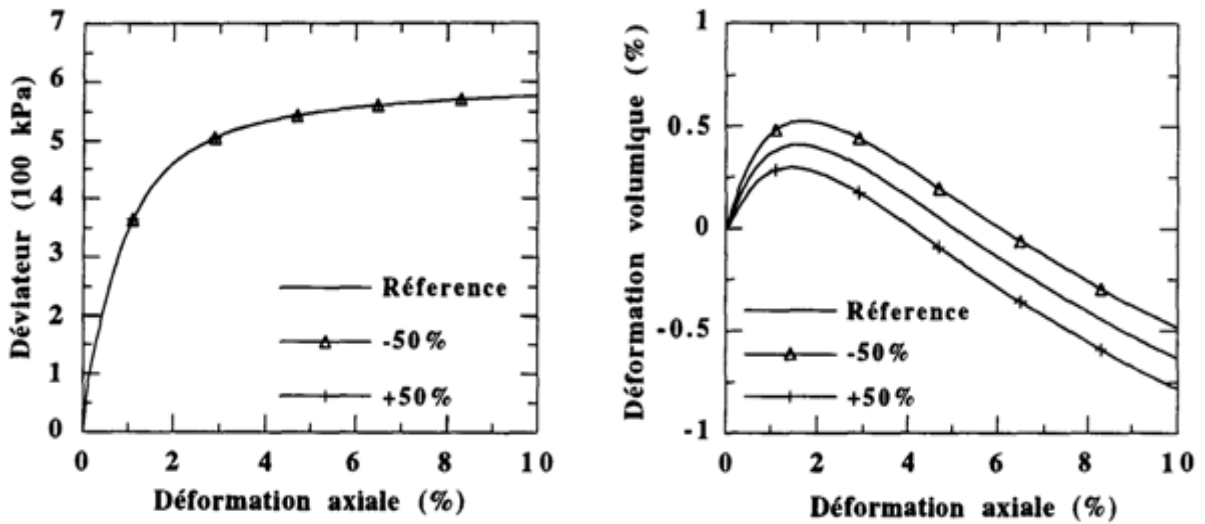 7
6
5
4
3
2
1
0
Déviateur (100 kPa)
Réference
-50%
+50%
0 2 4 6 8 10
Déformation axiale (%)
1
0.5
0
-0.5
-1
Déformation volumique (%)
Réference
-50%
+50%
0 2 4 6 8 10
Déformation axiale (%)